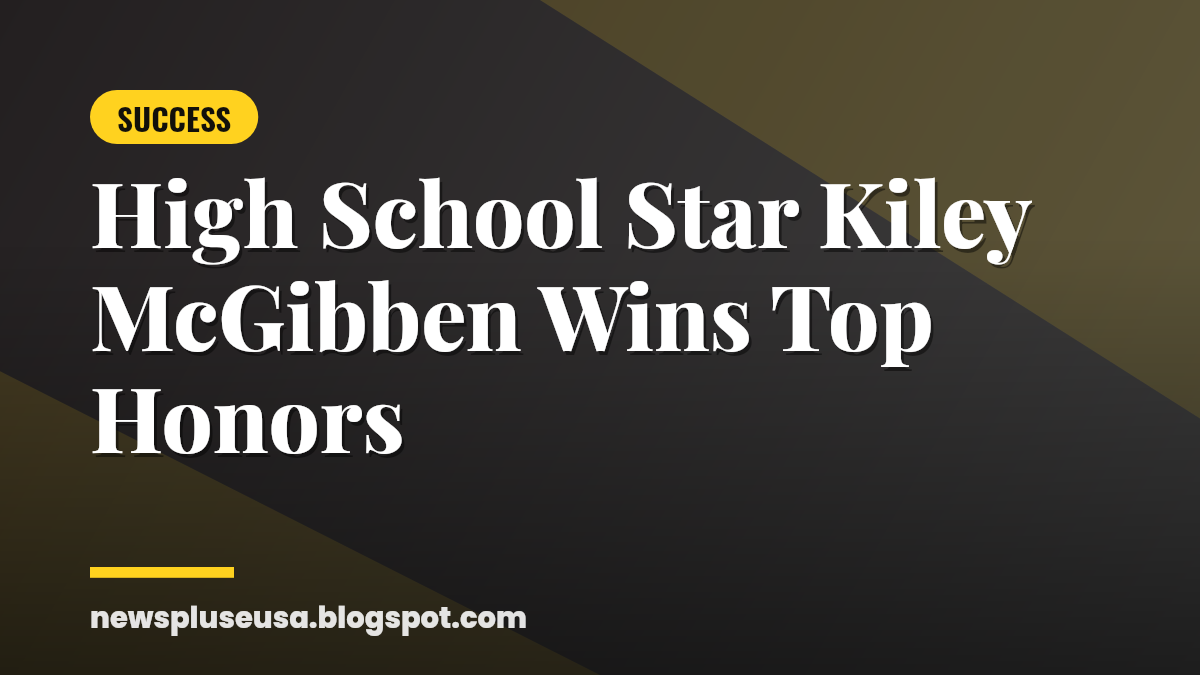 SUCCESS
High School Star Kiley
McGibben Wins Top
Honors
newspluseusa.blogspot.com